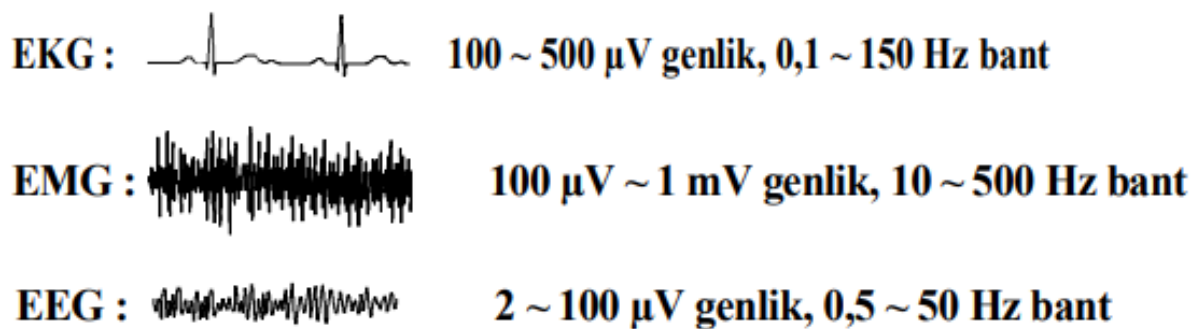 EKG : 100 ~ 500 µV genlik, 0,1 ~ 150 Hz bant
EMG : 100 µV ~ 1 mV genlik, 10 ~ 500 Hz bant
EEG : 2 ~ 100 µV genlik, 0,5 ~ 50 Hz bant